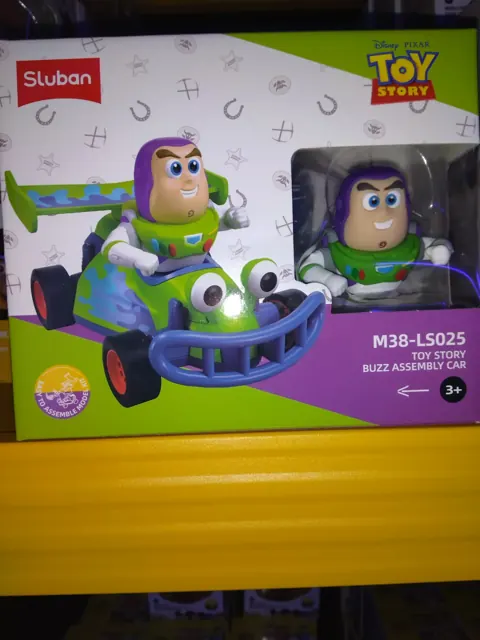 Sluban
Disney PIXAR
TOY
STORY
M38-LS025
TOY STORY
BUZZ ASSEMBLY CAR
3+